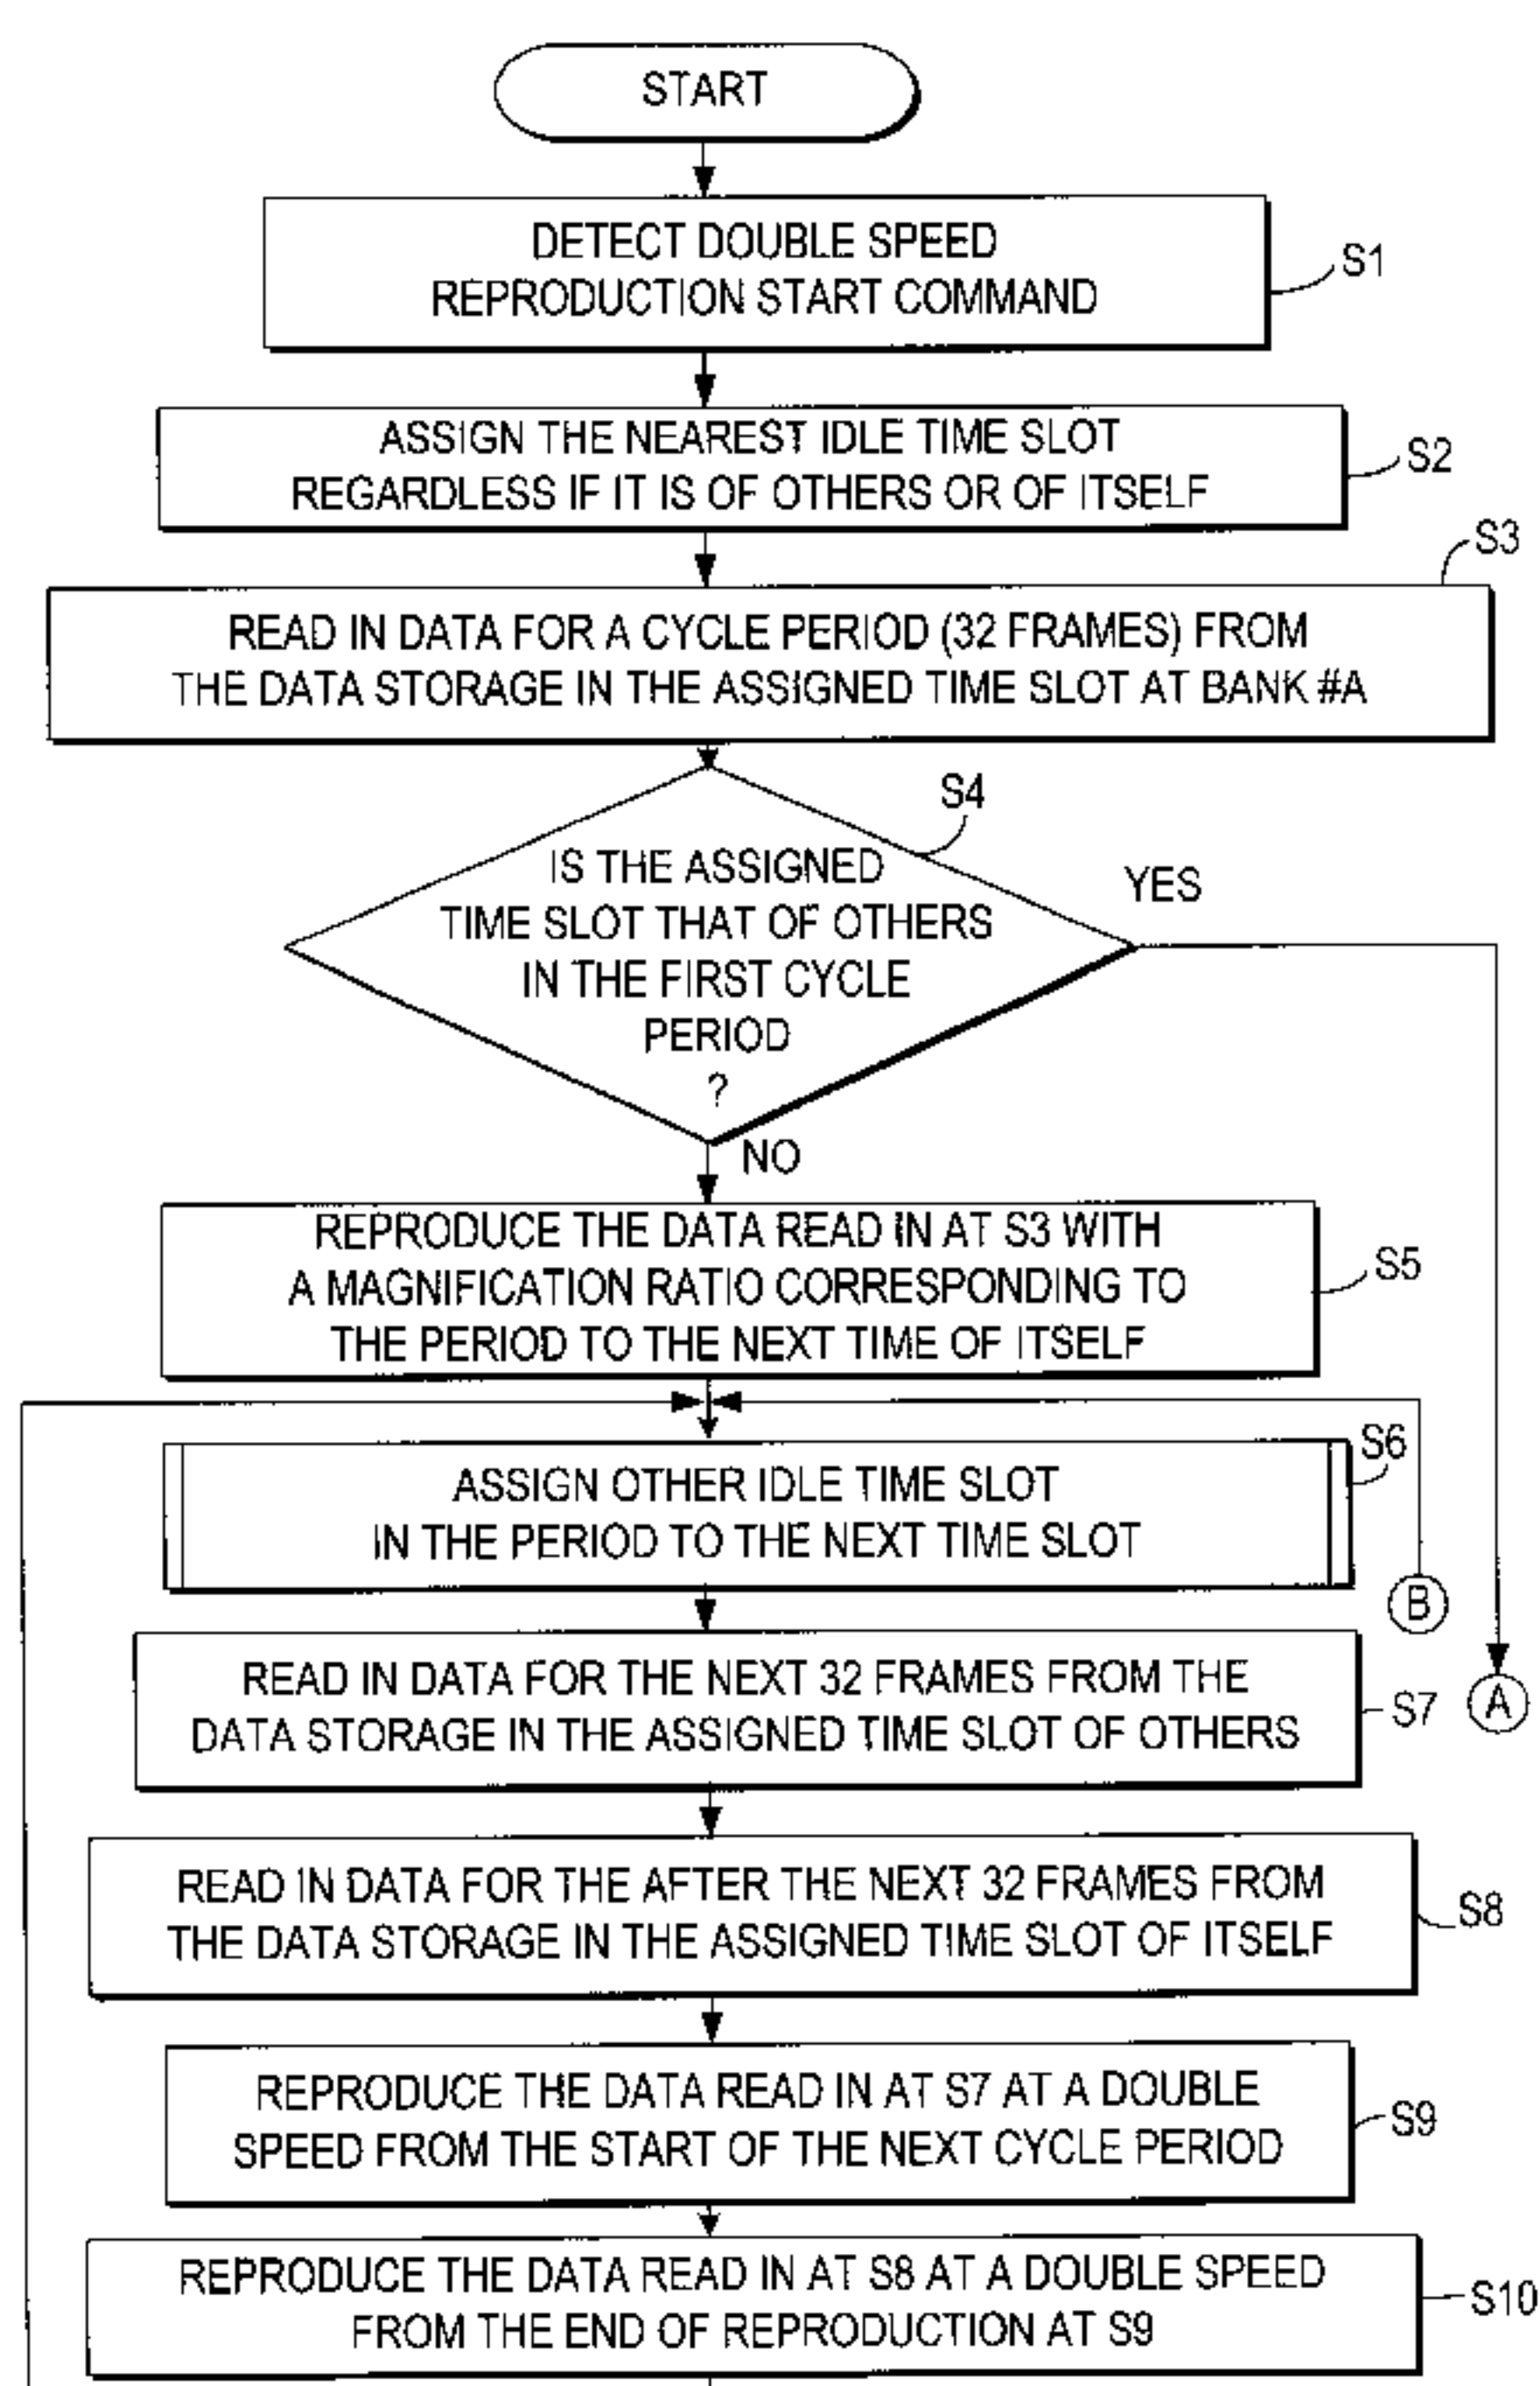 START
DETECT DOUBLE SPEED
REPRODUCTION START COMMAND
S1
ASSIGN THE NEAREST IDLE TIME SLOT
REGARDLESS IF IT IS OF OTHERS OR OF ITSELF
S2
S3
READ IN DATA FOR A CYCLE PERIOD (32 FRAMES) FROM
THE DATA STORAGE IN THE ASSIGNED TIME SLOT AT BANK #A
S4
IS THE ASSIGNED
TIME SLOT THAT OF OTHERS
IN THE FIRST CYCLE
PERIOD
?
YES
NO
REPRODUCE THE DATA READ IN AT S3 WITH
A MAGNIFICATION RATIO CORRESPONDING TO
THE PERIOD TO THE NEXT TIME OF ITSELF
S5
S6
ASSIGN OTHER IDLE TIME SLOT
IN THE PERIOD TO THE NEXT TIME SLOT
B
A
READ IN DATA FOR THE NEXT 32 FRAMES FROM THE
DATA STORAGE IN THE ASSIGNED TIME SLOT OF OTHERS
S7
READ IN DATA FOR THE AFTER THE NEXT 32 FRAMES FROM
THE DATA STORAGE IN THE ASSIGNED TIME SLOT OF ITSELF
S8
REPRODUCE THE DATA READ IN AT S7 AT A DOUBLE
SPEED FROM THE START OF THE NEXT CYCLE PERIOD
S9
REPRODUCE THE DATA READ IN AT S8 AT A DOUBLE SPEED
FROM THE END OF REPRODUCTION AT S9
S10